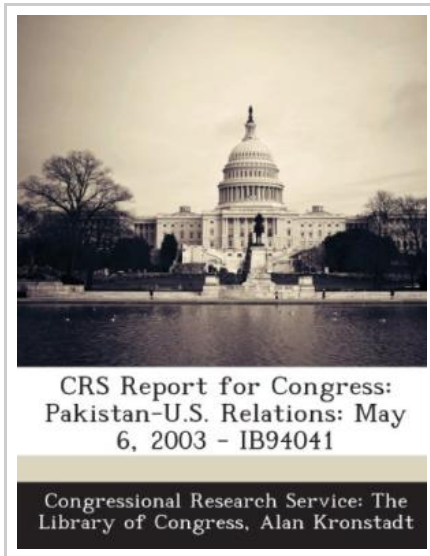 CRS Report for Congress:
Pakistan-U.S. Relations: May
6, 2003 - IB94041
Congressional Research Service: The
Library of Congress, Alan Kronstadt